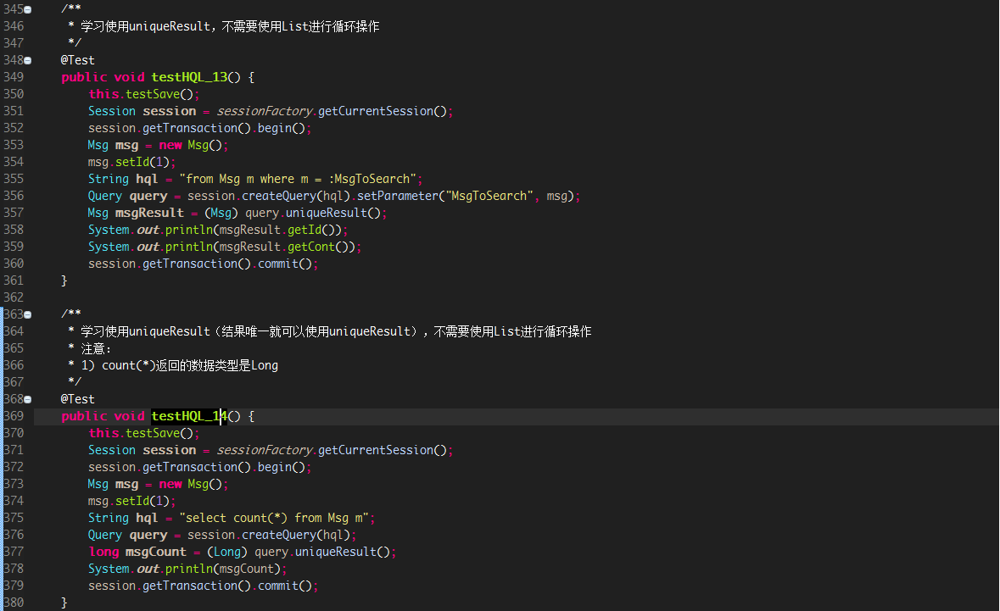 345 /**
346 * 学习使用uniqueResult，不需要使用List进行循环操作
347 */
348 @Test
349 public void testHQL_13() {
350 this.testSave();
351 Session session = sessionFactory.getCurrentSession();
352 session.getTransaction().begin();
353 Msg msg = new Msg();
354 msg.setId(1);
355 String hql = "from Msg m where m = :MsgToSearch";
356 Query query = session.createQuery(hql).setParameter("MsgToSearch", msg);
357 Msg msgResult = (Msg) query.uniqueResult();
358 System.out.println(msgResult.getId());
359 System.out.println(msgResult.getCont());
360 session.getTransaction().commit();
361 }
362
363 /**
364 * 学习使用uniqueResult（结果唯一就可以使用uniqueResult），不需要使用List进行循环操作
365 * 注意：
366 * 1) count(*)返回的数据类型是Long
367 */
368 @Test
369 public void testHQL_14() {
370 this.testSave();
371 Session session = sessionFactory.getCurrentSession();
372 session.getTransaction().begin();
373 Msg msg = new Msg();
374 msg.setId(1);
375 String hql = "select count(*) from Msg m";
376 Query query = session.createQuery(hql);
377 long msgCount = (Long) query.uniqueResult();
378 System.out.println(msgCount);
379 session.getTransaction().commit();
380 }